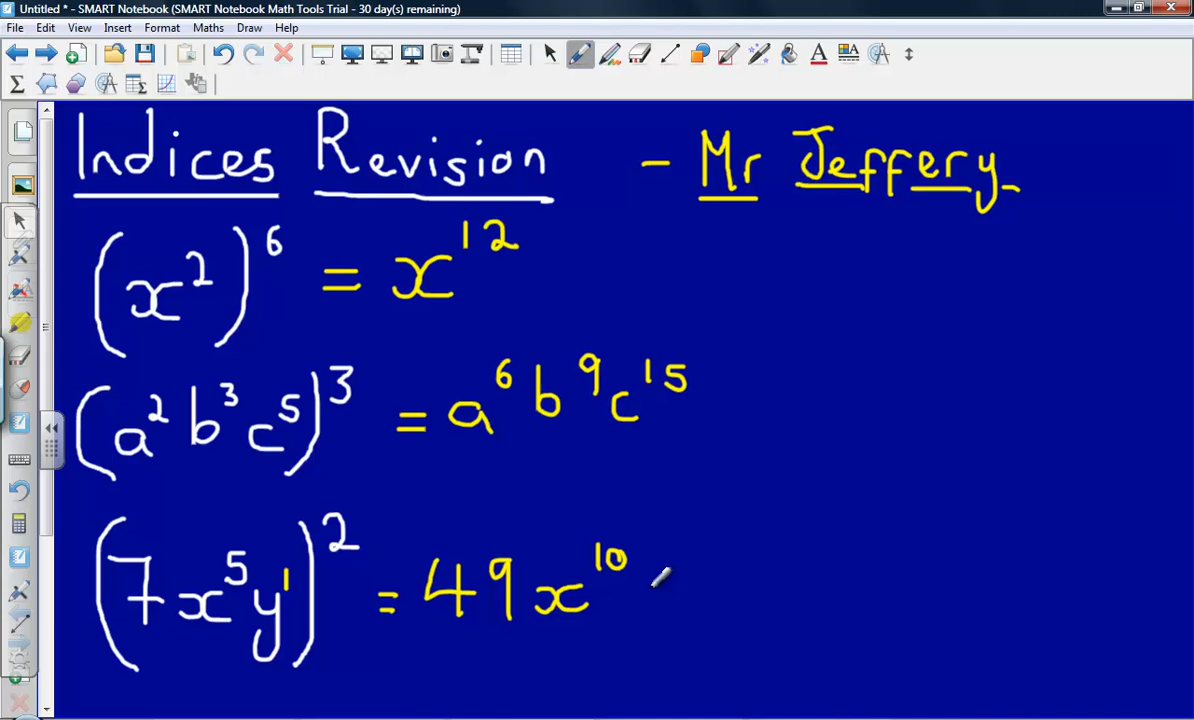 Untitled * - SMART Notebook (SMART Notebook Math Tools Trial - 30 day(s) remaining)
File Edit View Insert Format Maths Draw Help
Indices Revision - Mr Jeffery
(x²)⁶ = x¹²
(a²b³c⁵)³ = a⁶b⁹c¹⁵
(7x⁵y¹)² = 49x¹⁰